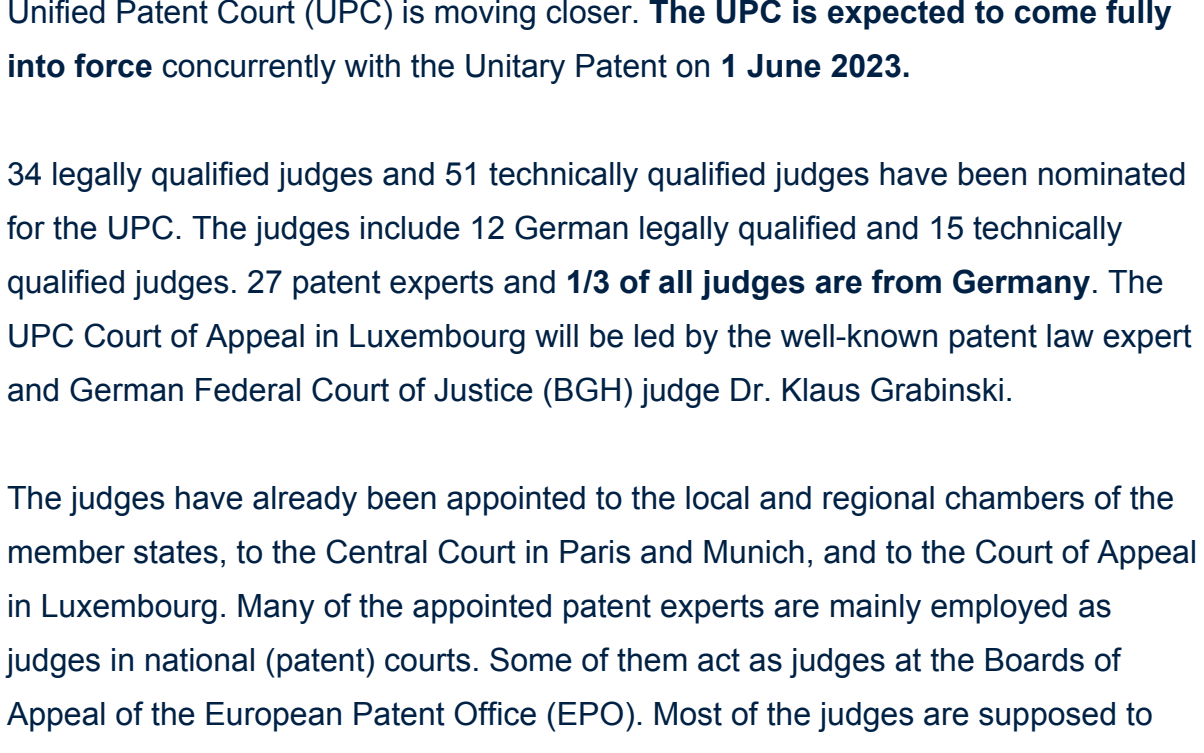 Unified Patent Court (UPC) is moving closer. The UPC is expected to come fully
into force concurrently with the Unitary Patent on 1 June 2023.
34 legally qualified judges and 51 technically qualified judges have been nominated
for the UPC. The judges include 12 German legally qualified and 15 technically
qualified judges. 27 patent experts and 1/3 of all judges are from Germany. The
UPC Court of Appeal in Luxembourg will be led by the well-known patent law expert
and German Federal Court of Justice (BGH) judge Dr. Klaus Grabinski.
The judges have already been appointed to the local and regional chambers of the
member states, to the Central Court in Paris and Munich, and to the Court of Appeal
in Luxembourg. Many of the appointed patent experts are mainly employed as
judges in national (patent) courts. Some of them act as judges at the Boards of
Appeal of the European Patent Office (EPO). Most of the judges are supposed to